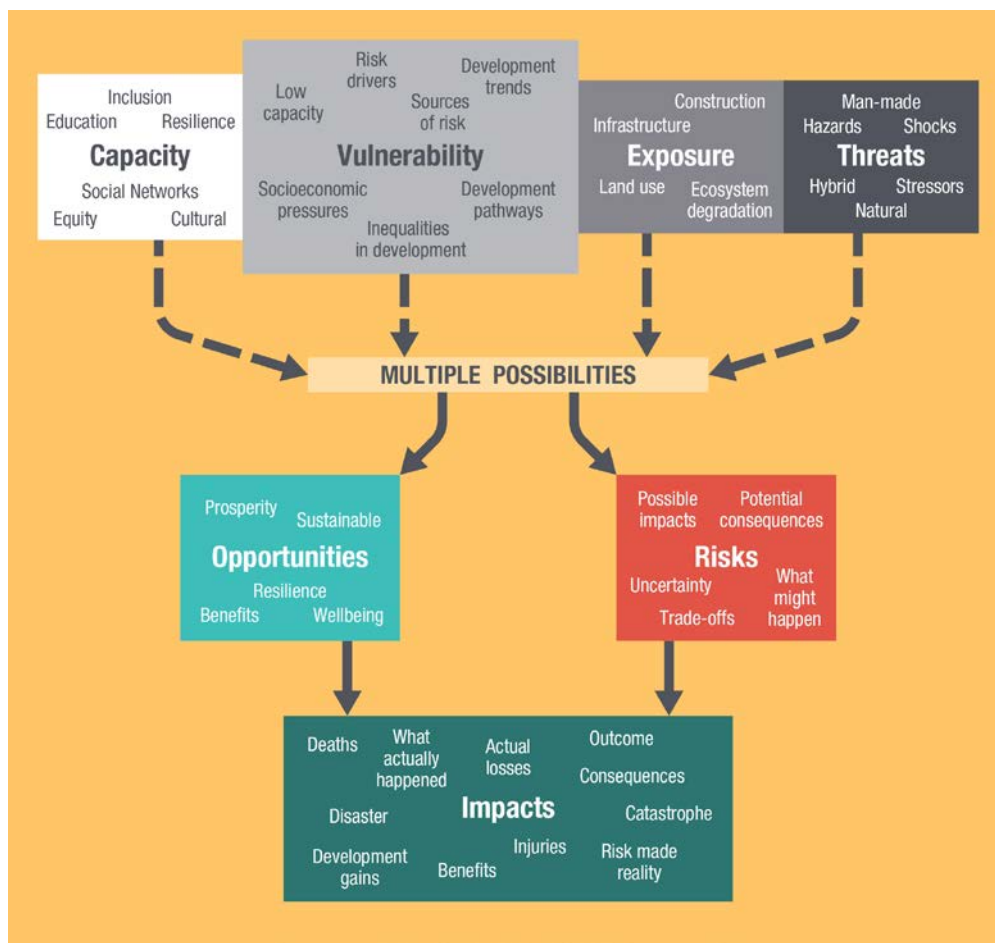 Inclusion
Education
Resilience
Capacity
Social Networks
Equity
Cultural
Risk
drivers
Development
trends
Low
capacity
Sources
of risk
Vulnerability
Socioeconomic
pressures
Development
pathways
Inequalities
in development
Construction
Infrastructure
Exposure
Land use
Ecosystem
degradation
Man-made
Hazards
Shocks
Threats
Hybrid
Stressors
Natural
MULTIPLE POSSIBILITIES
Prosperity
Sustainable
Opportunities
Resilience
Benefits
Wellbeing
Possible
impacts
Potential
consequences
Risks
Uncertainty
What
might
happen
Trade-offs
Deaths
What
actually
happened
Actual
losses
Outcome
Consequences
Impacts
Disaster
Catastrophe
Development
gains
Benefits
Injuries
Risk made
reality